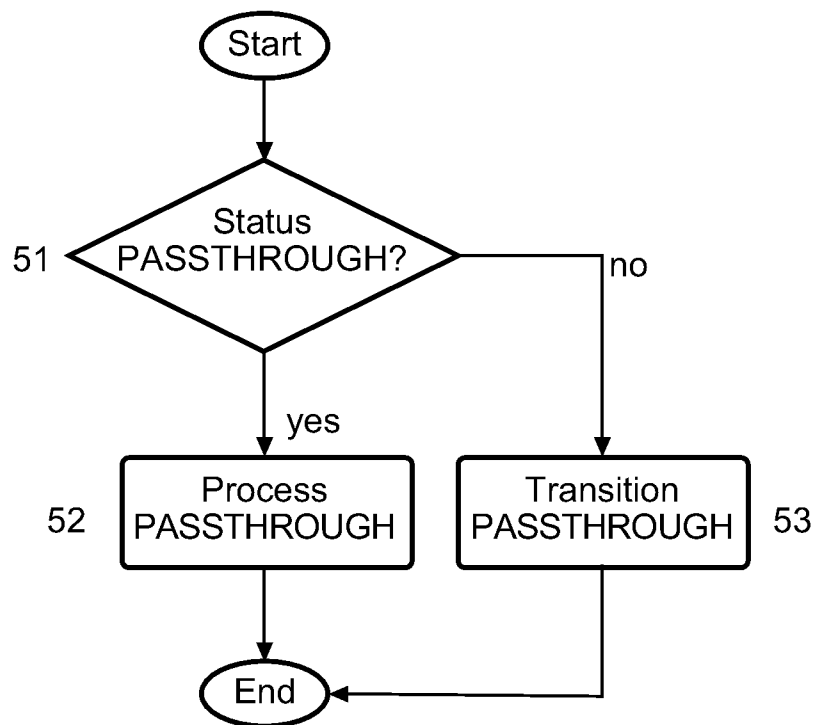 Start
Status
51
PASSTHROUGH?
no
yes
Process
PASSTHROUGH
52
Transition
PASSTHROUGH
53
End